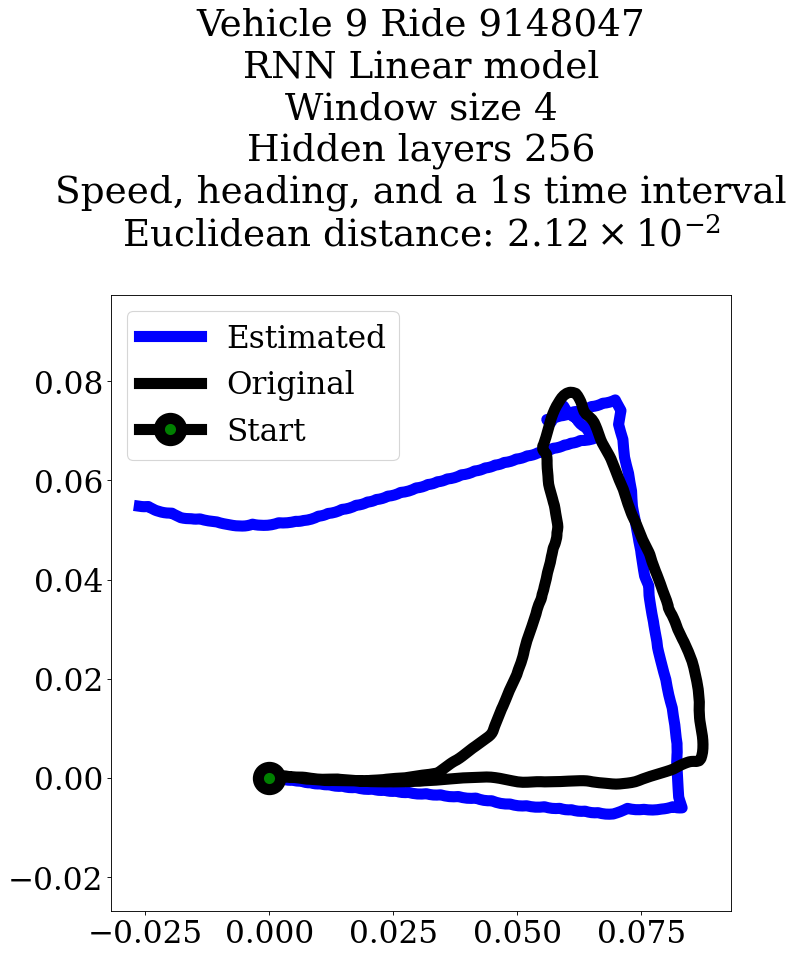 Vehicle 9 Ride 9148047
RNN Linear model
Window size 4
Hidden layers 256
Speed, heading, and a 1s time interval
Euclidean distance: 2.12 × 10⁻²
Estimated
Original
Start
0.08
0.06
0.04
0.02
0.00
−0.02
−0.025 0.000 0.025 0.050 0.075